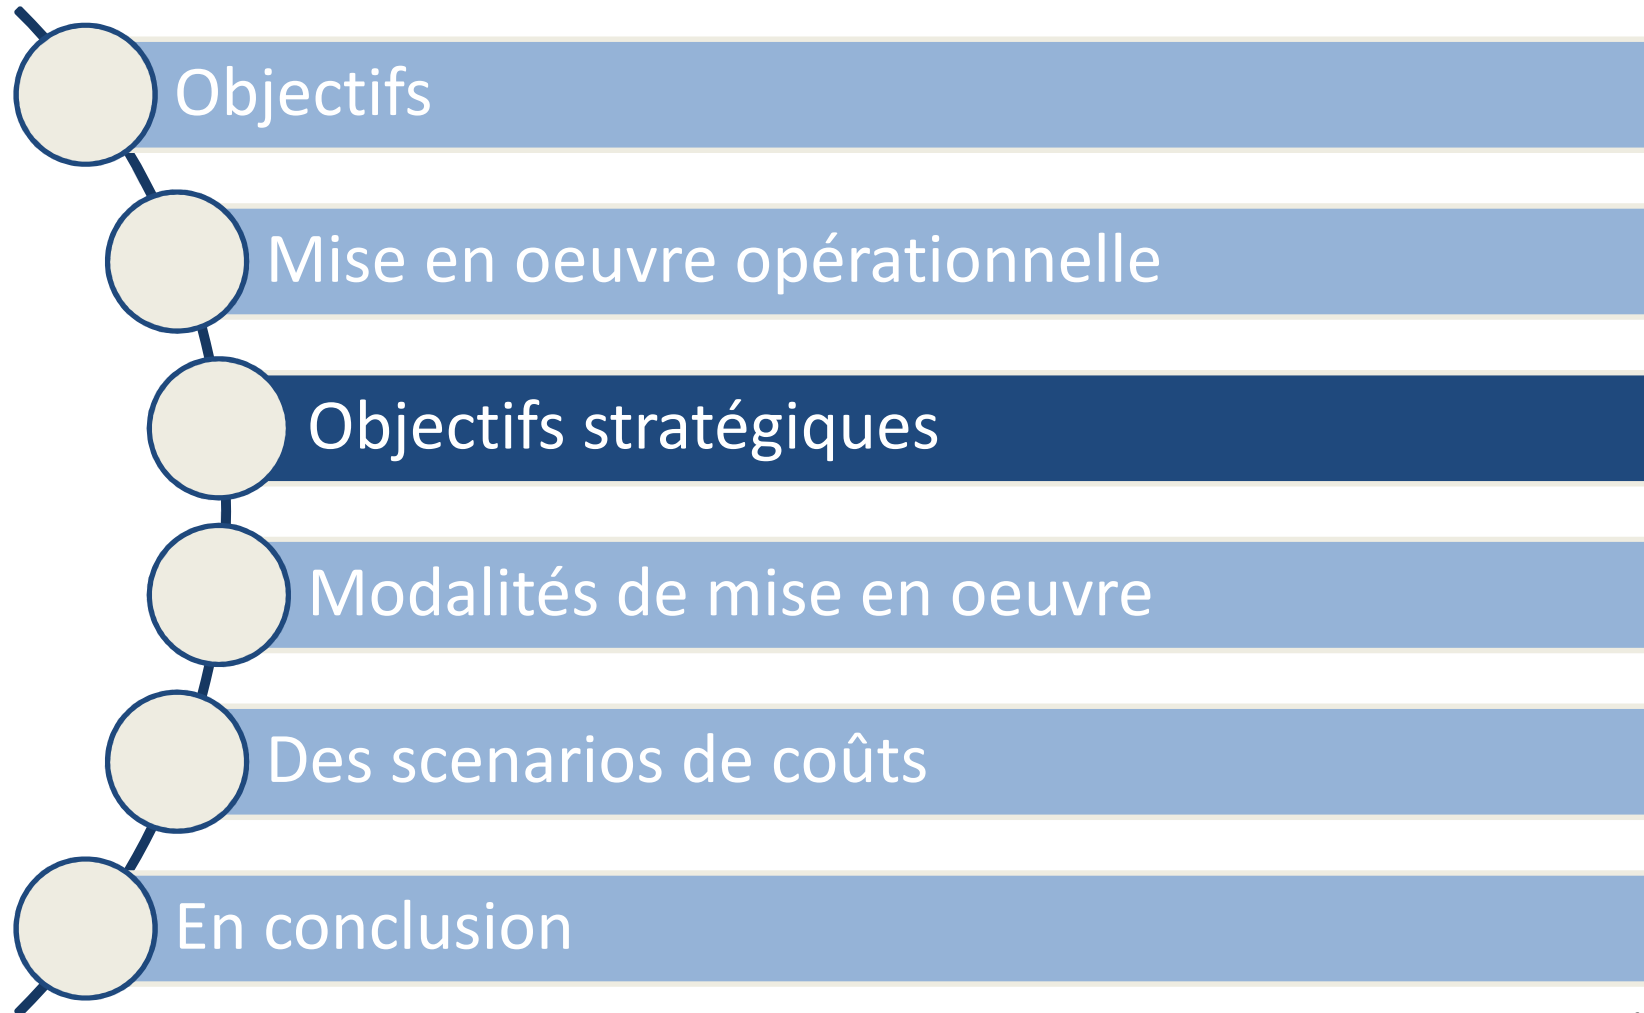 Objectifs
Mise en oeuvre opérationnelle
Objectifs stratégiques
Modalités de mise en oeuvre
Des scenarios de coûts
En conclusion